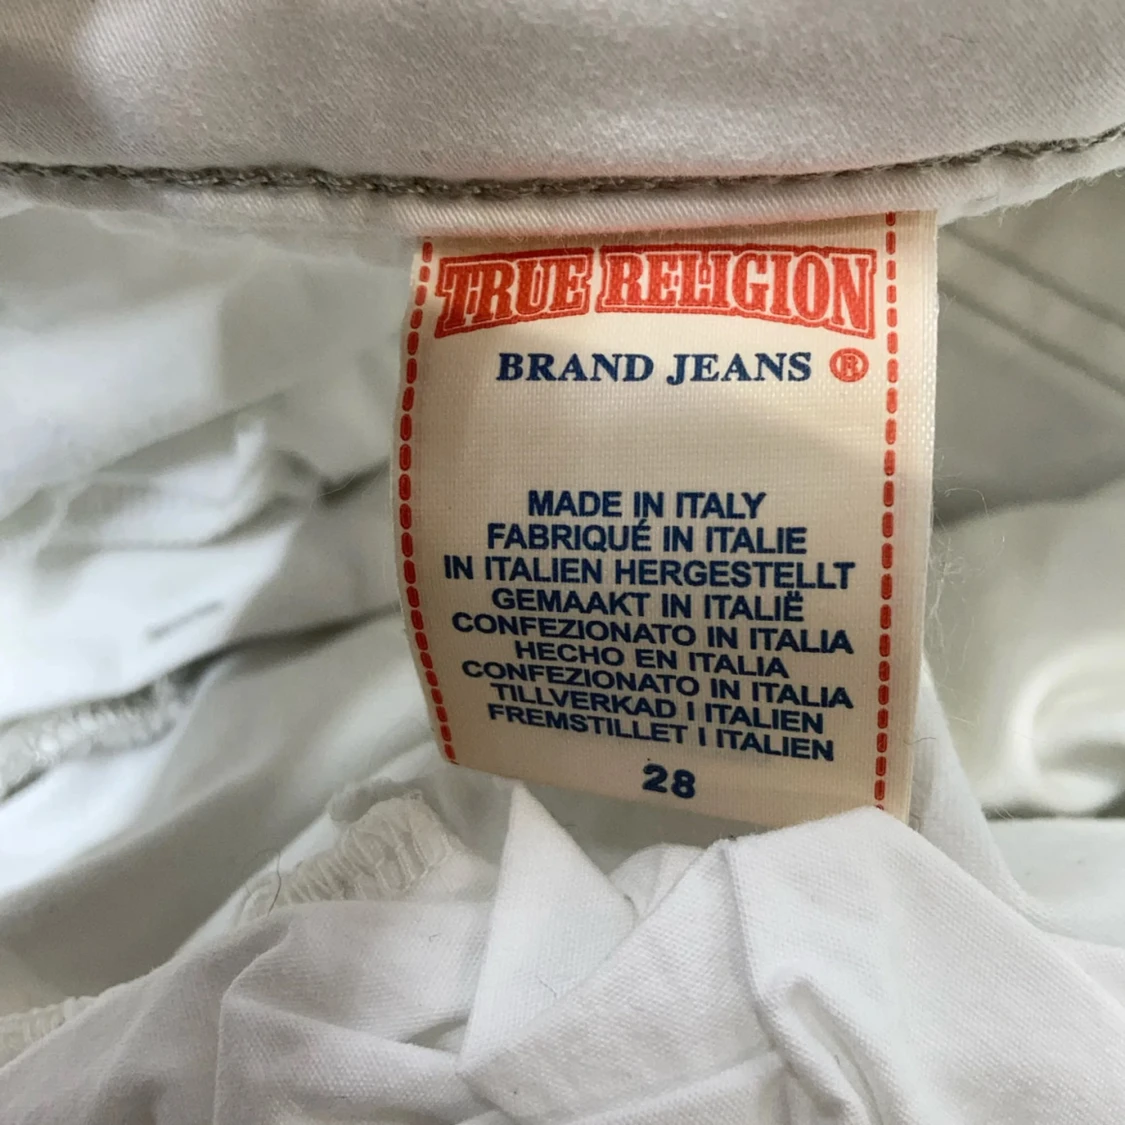 TRUE RELIGION
BRAND JEANS ®
MADE IN ITALY
FABRIQUÉ IN ITALIE
IN ITALIEN HERGESTELLT
GEMAAKT IN ITALIË
CONFEZIONATO IN ITALIA
HECHO EN ITALIA
CONFEZIONATO IN ITALIA
TILLVERKAD I ITALIEN
FREMSTILLET I ITALIEN
28